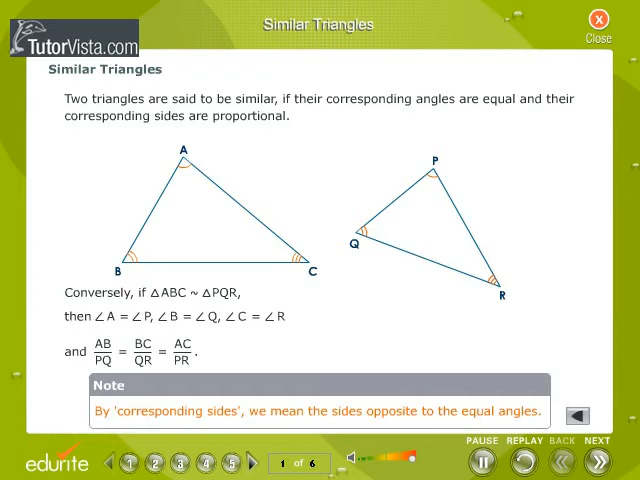 Similar Triangles
Close
TutorVista.com
Similar Triangles
Two triangles are said to be similar, if their corresponding angles are equal and their
corresponding sides are proportional.
A
P
Q
B
C
R
Conversely, if △ABC ~ △PQR,
then ∠A = ∠P, ∠B = ∠Q, ∠C = ∠R
and AB/PQ = BC/QR = AC/PR.
Note
By 'corresponding sides', we mean the sides opposite to the equal angles.
PAUSE REPLAY BACK NEXT
edurite 1 2 3 4 5 1 of 6